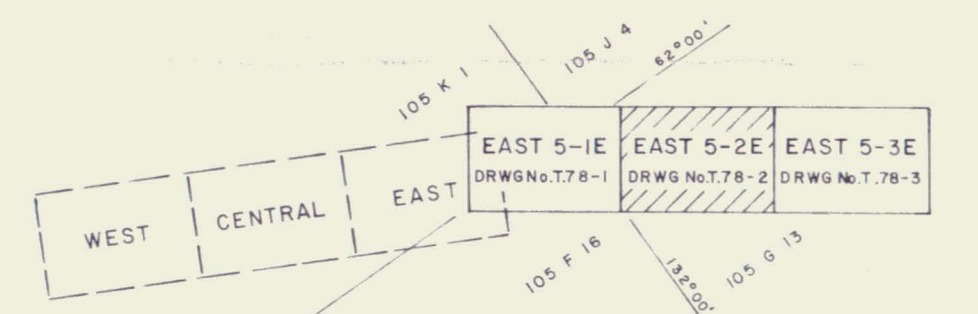 105 J 4
62°00'
105 K 1
EAST 5-1E
DRWG No.T.78-1
EAST 5-2E
DRWG No.T.78-2
EAST 5-3E
DRWG No.T.78-3
WEST
CENTRAL
EAST
105 F 16
132°00'
105 G 13